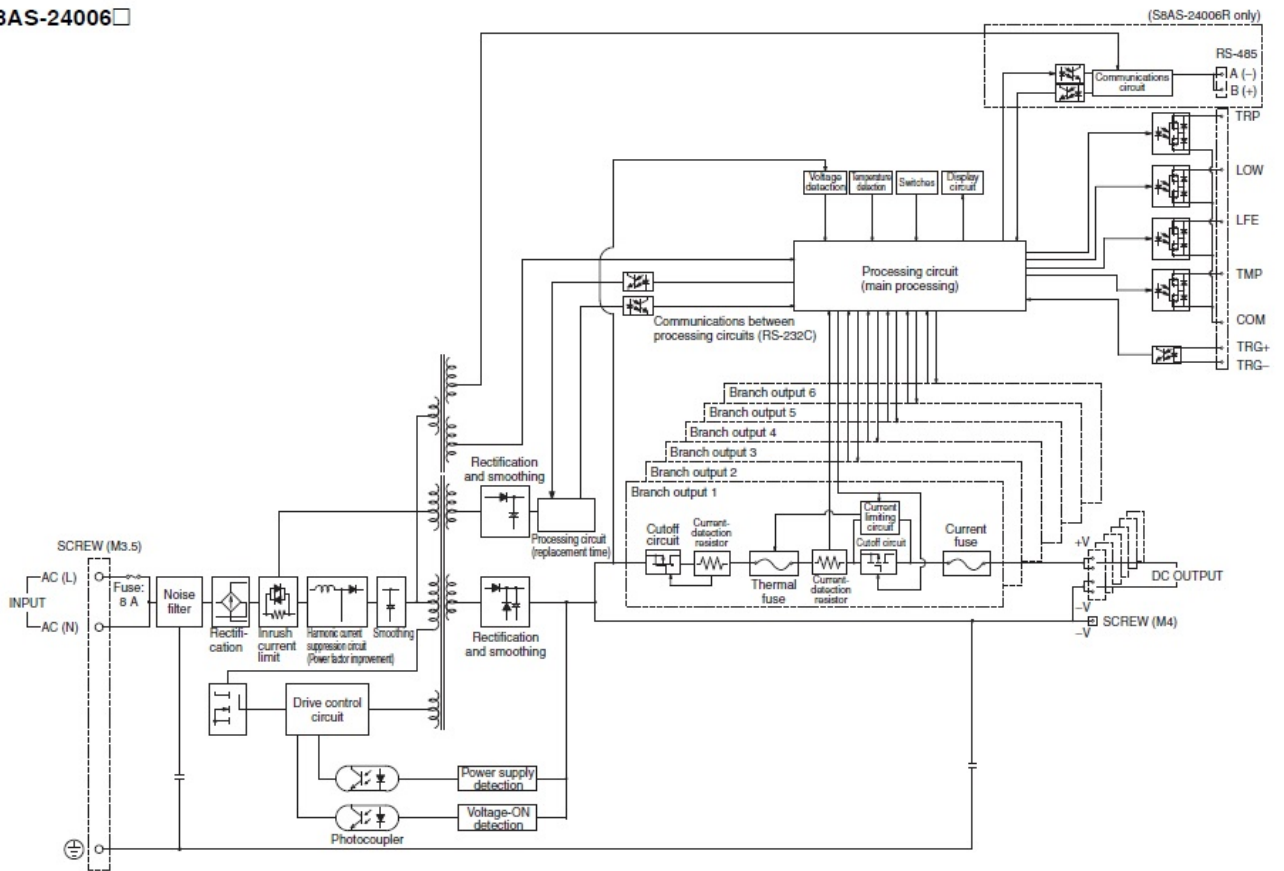 8AS-24006□
(S8AS-24006R only)
RS-485
A (−)
B (+)
Communications
circuit
TRP
LOW
LFE
TMP
COM
TRG+
TRG−
Voltage
detection
Temperature
detection
Switches
Display
circuit
Processing circuit
(main processing)
Communications between
processing circuits (RS-232C)
Branch output 6
Branch output 5
Branch output 4
Branch output 3
Branch output 2
Branch output 1
Rectification
and smoothing
Processing circuit
(replacement time)
Cutoff
circuit
Current-
detection
resistor
Thermal
fuse
Current-
detection
resistor
Current
limiting
circuit
Cutoff circuit
Current
fuse
+V
DC OUTPUT
−V
−V
SCREW (M4)
SCREW (M3.5)
AC (L)
INPUT
AC (N)
Fuse:
8 A
Noise
filter
Rectifi-
cation
Inrush
current
limit
Harmonic current
suppression circuit
(Power factor improvement)
Smoothing
Rectification
and smoothing
Drive control
circuit
Power supply
detection
Voltage-ON
detection
Photocoupler